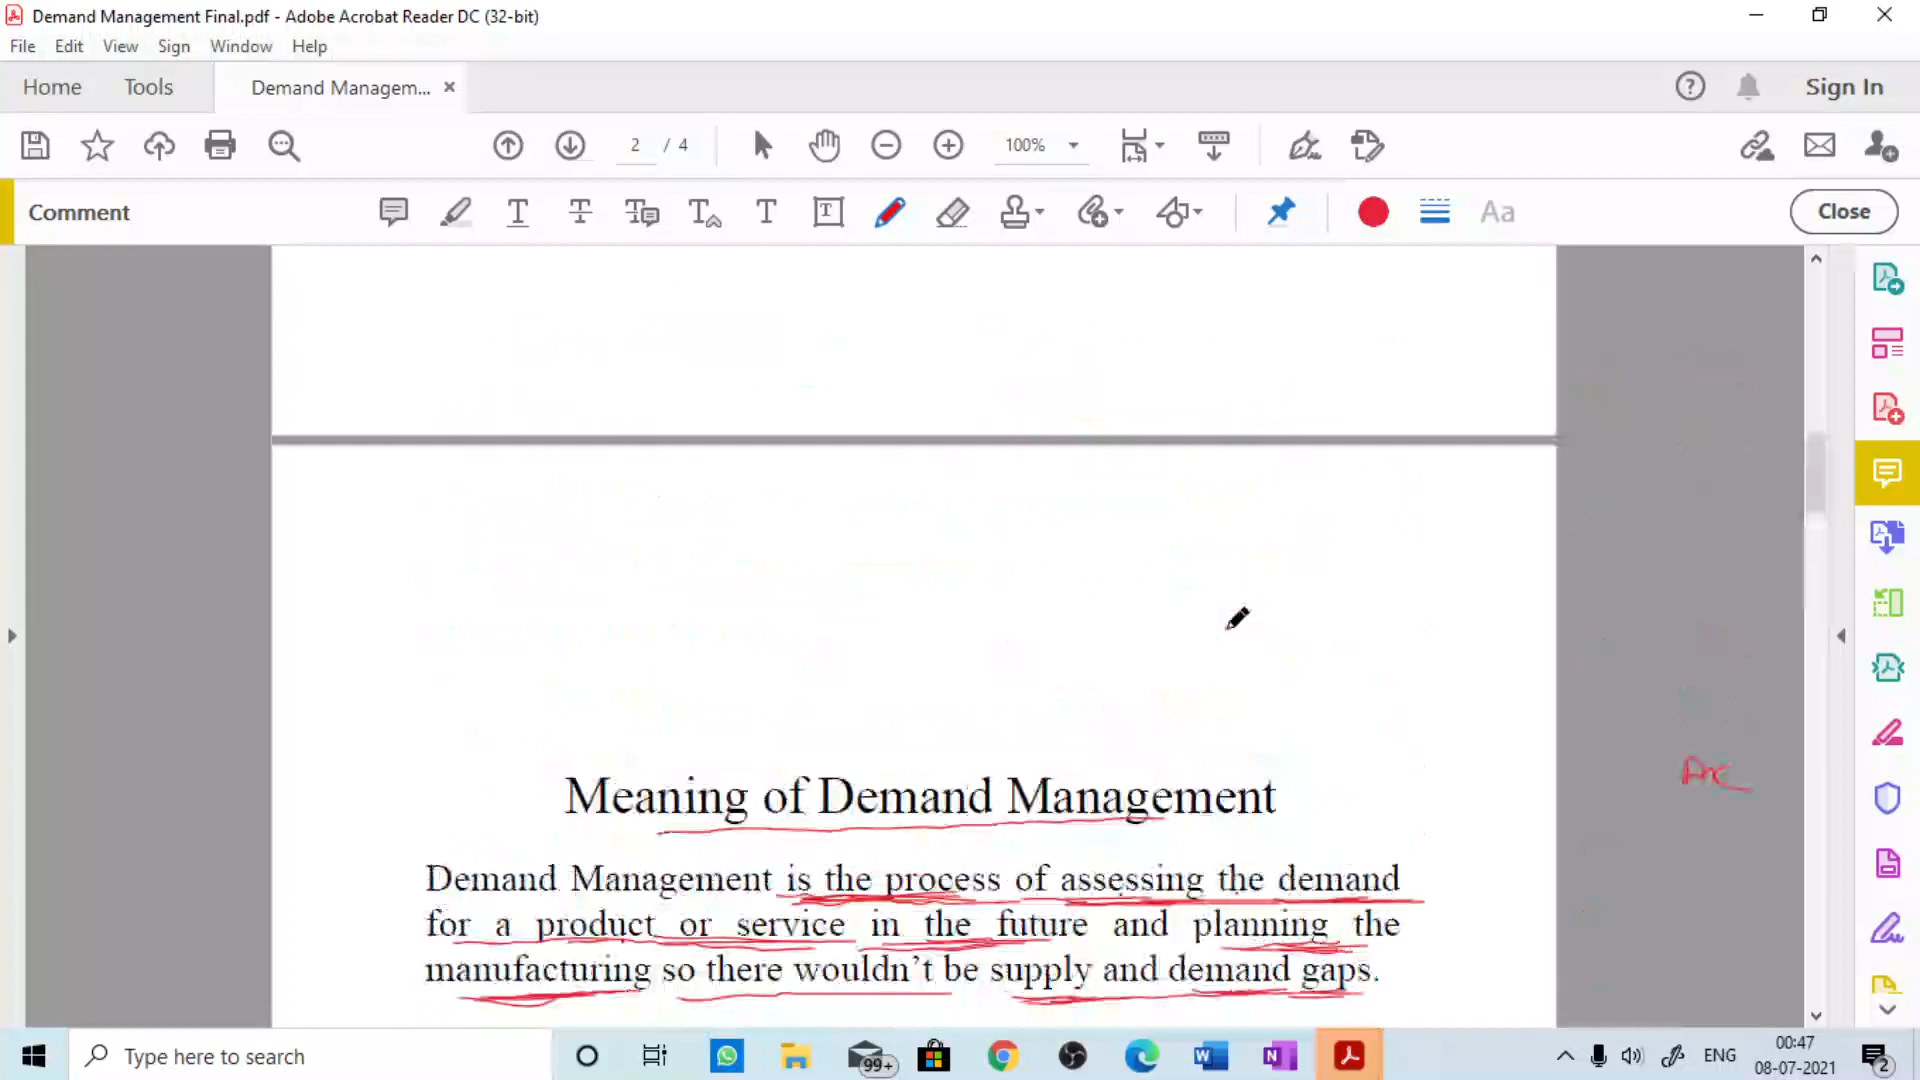 Demand Management Final.pdf - Adobe Acrobat Reader DC (32-bit)
File Edit View Sign Window Help
Home Tools Demand Managem... Sign In
2 / 4 100%
Comment Close
Meaning of Demand Management
Demand Management is the process of assessing the demand
for a product or service in the future and planning the
manufacturing so there wouldn’t be supply and demand gaps.
Type here to search
99+
ENG
00:47
08-07-2021
2